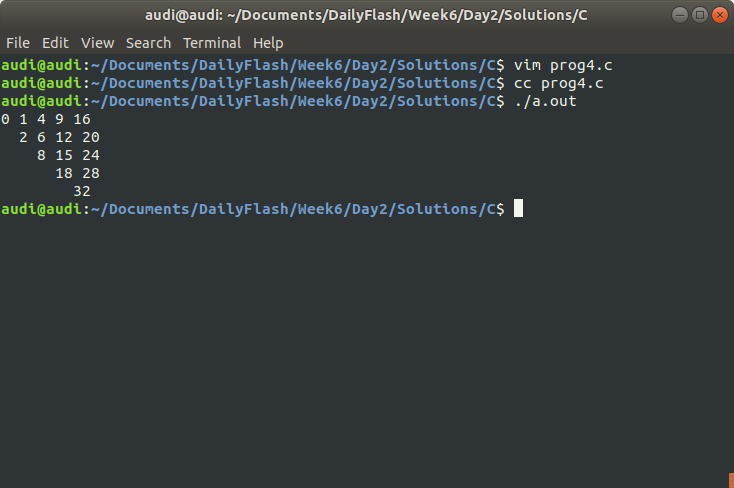 audi@audi: ~/Documents/DailyFlash/Week6/Day2/Solutions/C
File Edit View Search Terminal Help
audi@audi:~/Documents/DailyFlash/Week6/Day2/Solutions/C$ vim prog4.c
audi@audi:~/Documents/DailyFlash/Week6/Day2/Solutions/C$ cc prog4.c
audi@audi:~/Documents/DailyFlash/Week6/Day2/Solutions/C$ ./a.out
0 1 4 9 16
  2 6 12 20
    8 15 24
      18 28
        32
audi@audi:~/Documents/DailyFlash/Week6/Day2/Solutions/C$